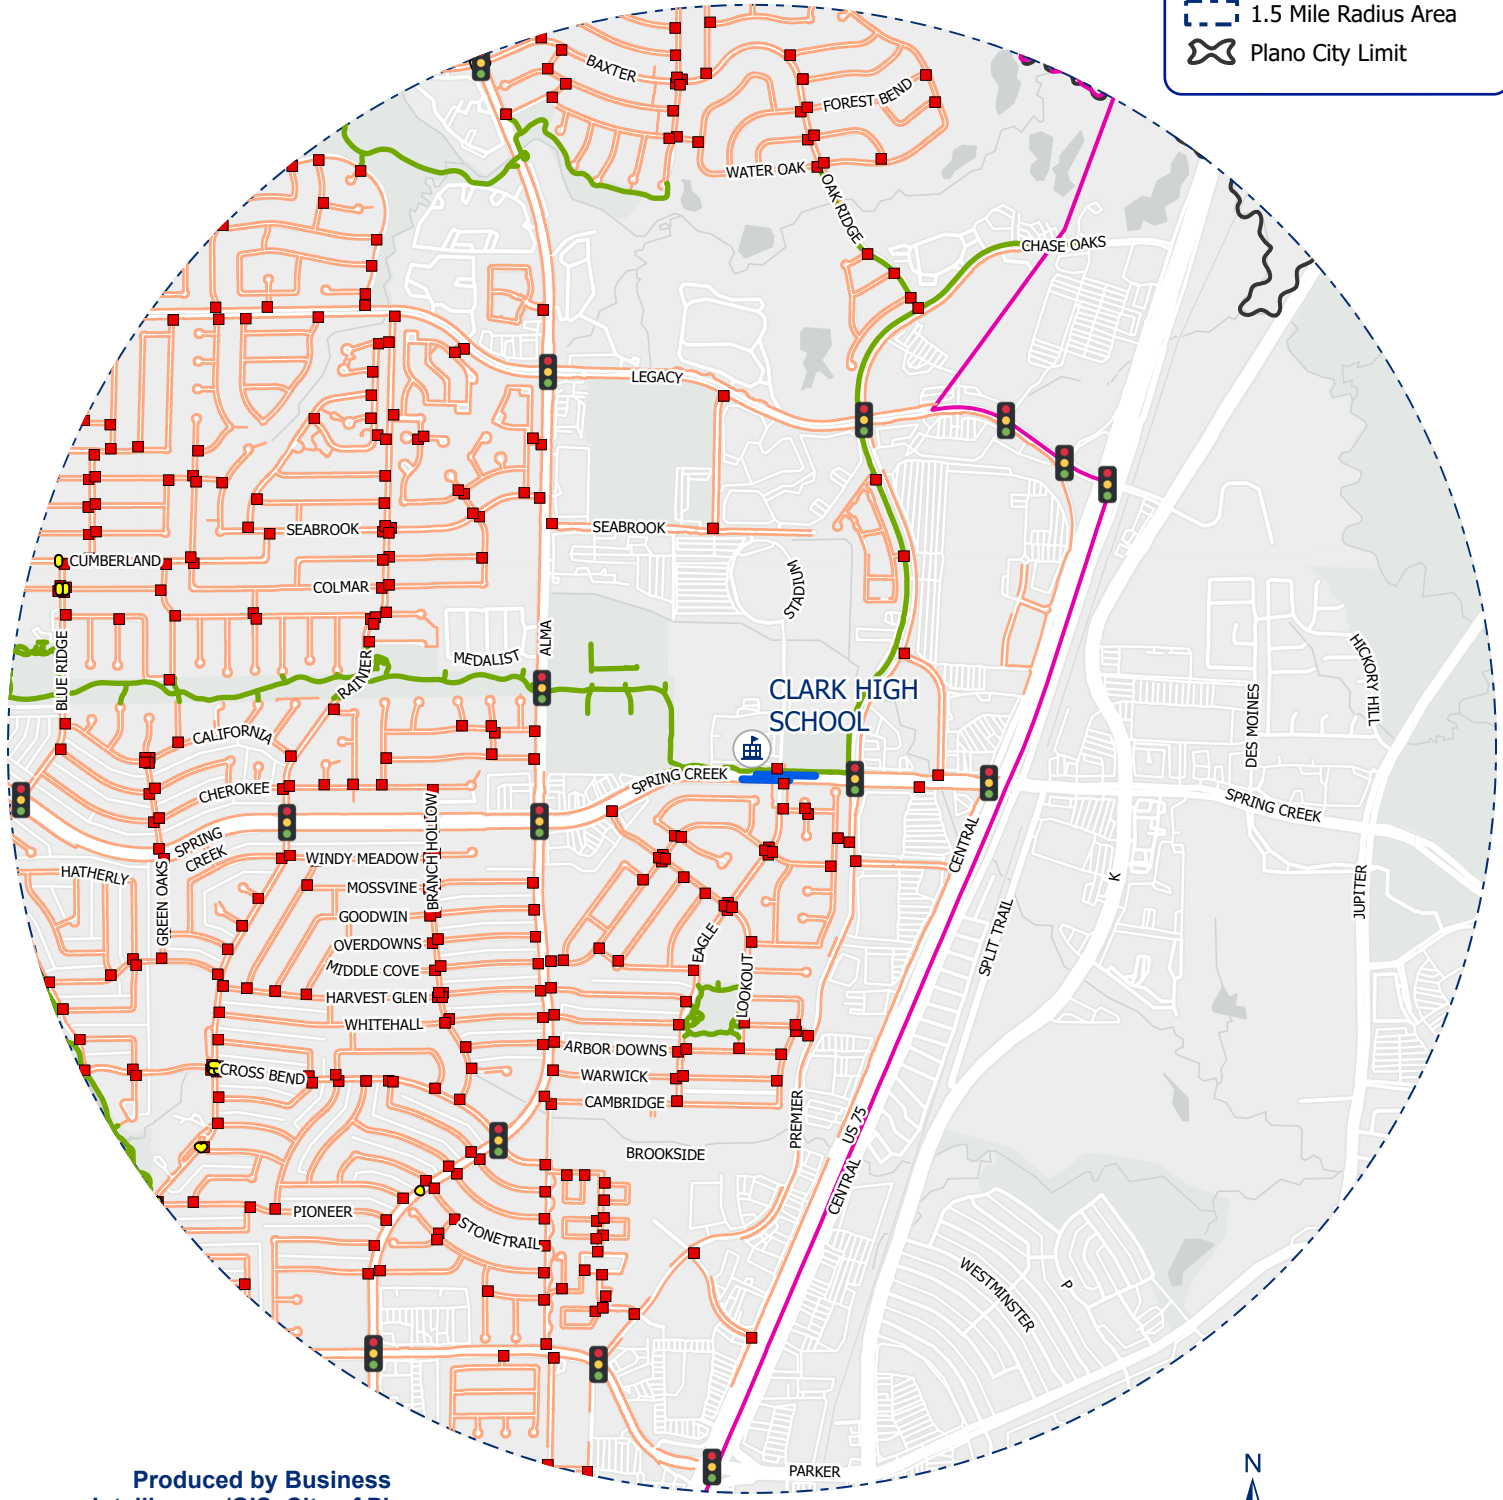 1.5 Mile Radius Area
Plano City Limit
BAXTER
FOREST BEND
WATER OAK
OAK RIDGE
CHASE OAKS
LEGACY
SEABROOK
SEABROOK
CUMBERLAND
COLMAR
STADIUM
ALMA
MEDALIST
BLUE RIDGE
RAINIER
HICKORY HILL
DES MOINES
CLARK HIGH
SCHOOL
CALIFORNIA
CHEROKEE
SPRING CREEK
SPRING CREEK
SPRING
CREEK
BRANCH HOLLOW
WINDY MEADOW
HATHERLY
GREEN OAKS
MOSSVINE
GOODWIN
OVERDOWNS
MIDDLE COVE
HARVEST GLEN
WHITEHALL
CENTRAL
K
JUPITER
SPLIT TRAIL
EAGLE
LOOKOUT
ARBOR DOWNS
WARWICK
CAMBRIDGE
CROSS BEND
PREMIER
US 75
CENTRAL
BROOKSIDE
PIONEER
STONETRAIL
WESTMINSTER
P
PARKER
N
Produced by Business